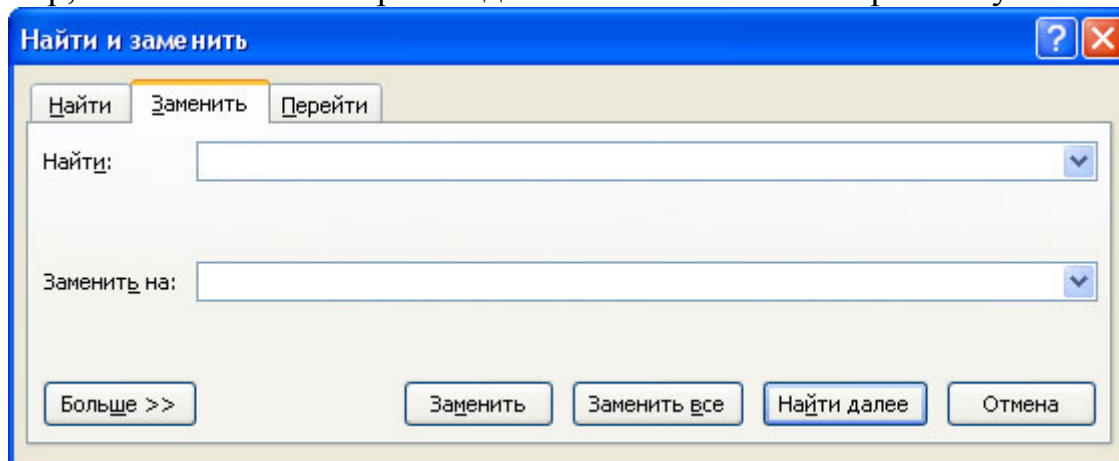 Найти и заменить
Найти Заменить Перейти
Найти:
Заменить на:
Больше >> Заменить Заменить все Найти далее Отмена